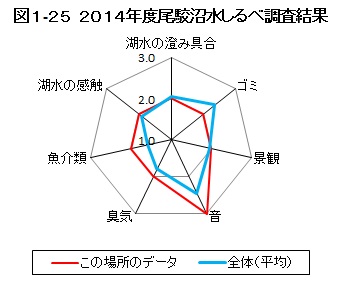 図1-25 2014年度尾駮沼水しるべ調査結果
湖水の澄み具合
3.0
湖水の感触
ゴミ
2.0
魚介類
1.0
景観
臭気
音
この場所のデータ
全体(平均)